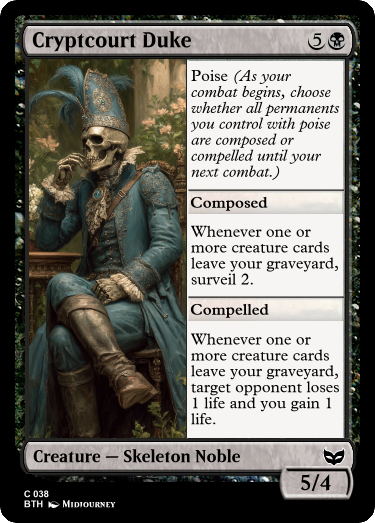 Cryptcourt Duke 5
Poise (As your
combat begins, choose
whether all permanents
you control with poise
are composed or
compelled until your
next combat.)
Composed
Whenever one or
more creature cards
leave your graveyard,
surveil 2.
Compelled
Whenever one or
more creature cards
leave your graveyard,
target opponent loses
1 life and you gain 1
life.
Creature — Skeleton Noble
5/4
C 038
BTH Midjourney